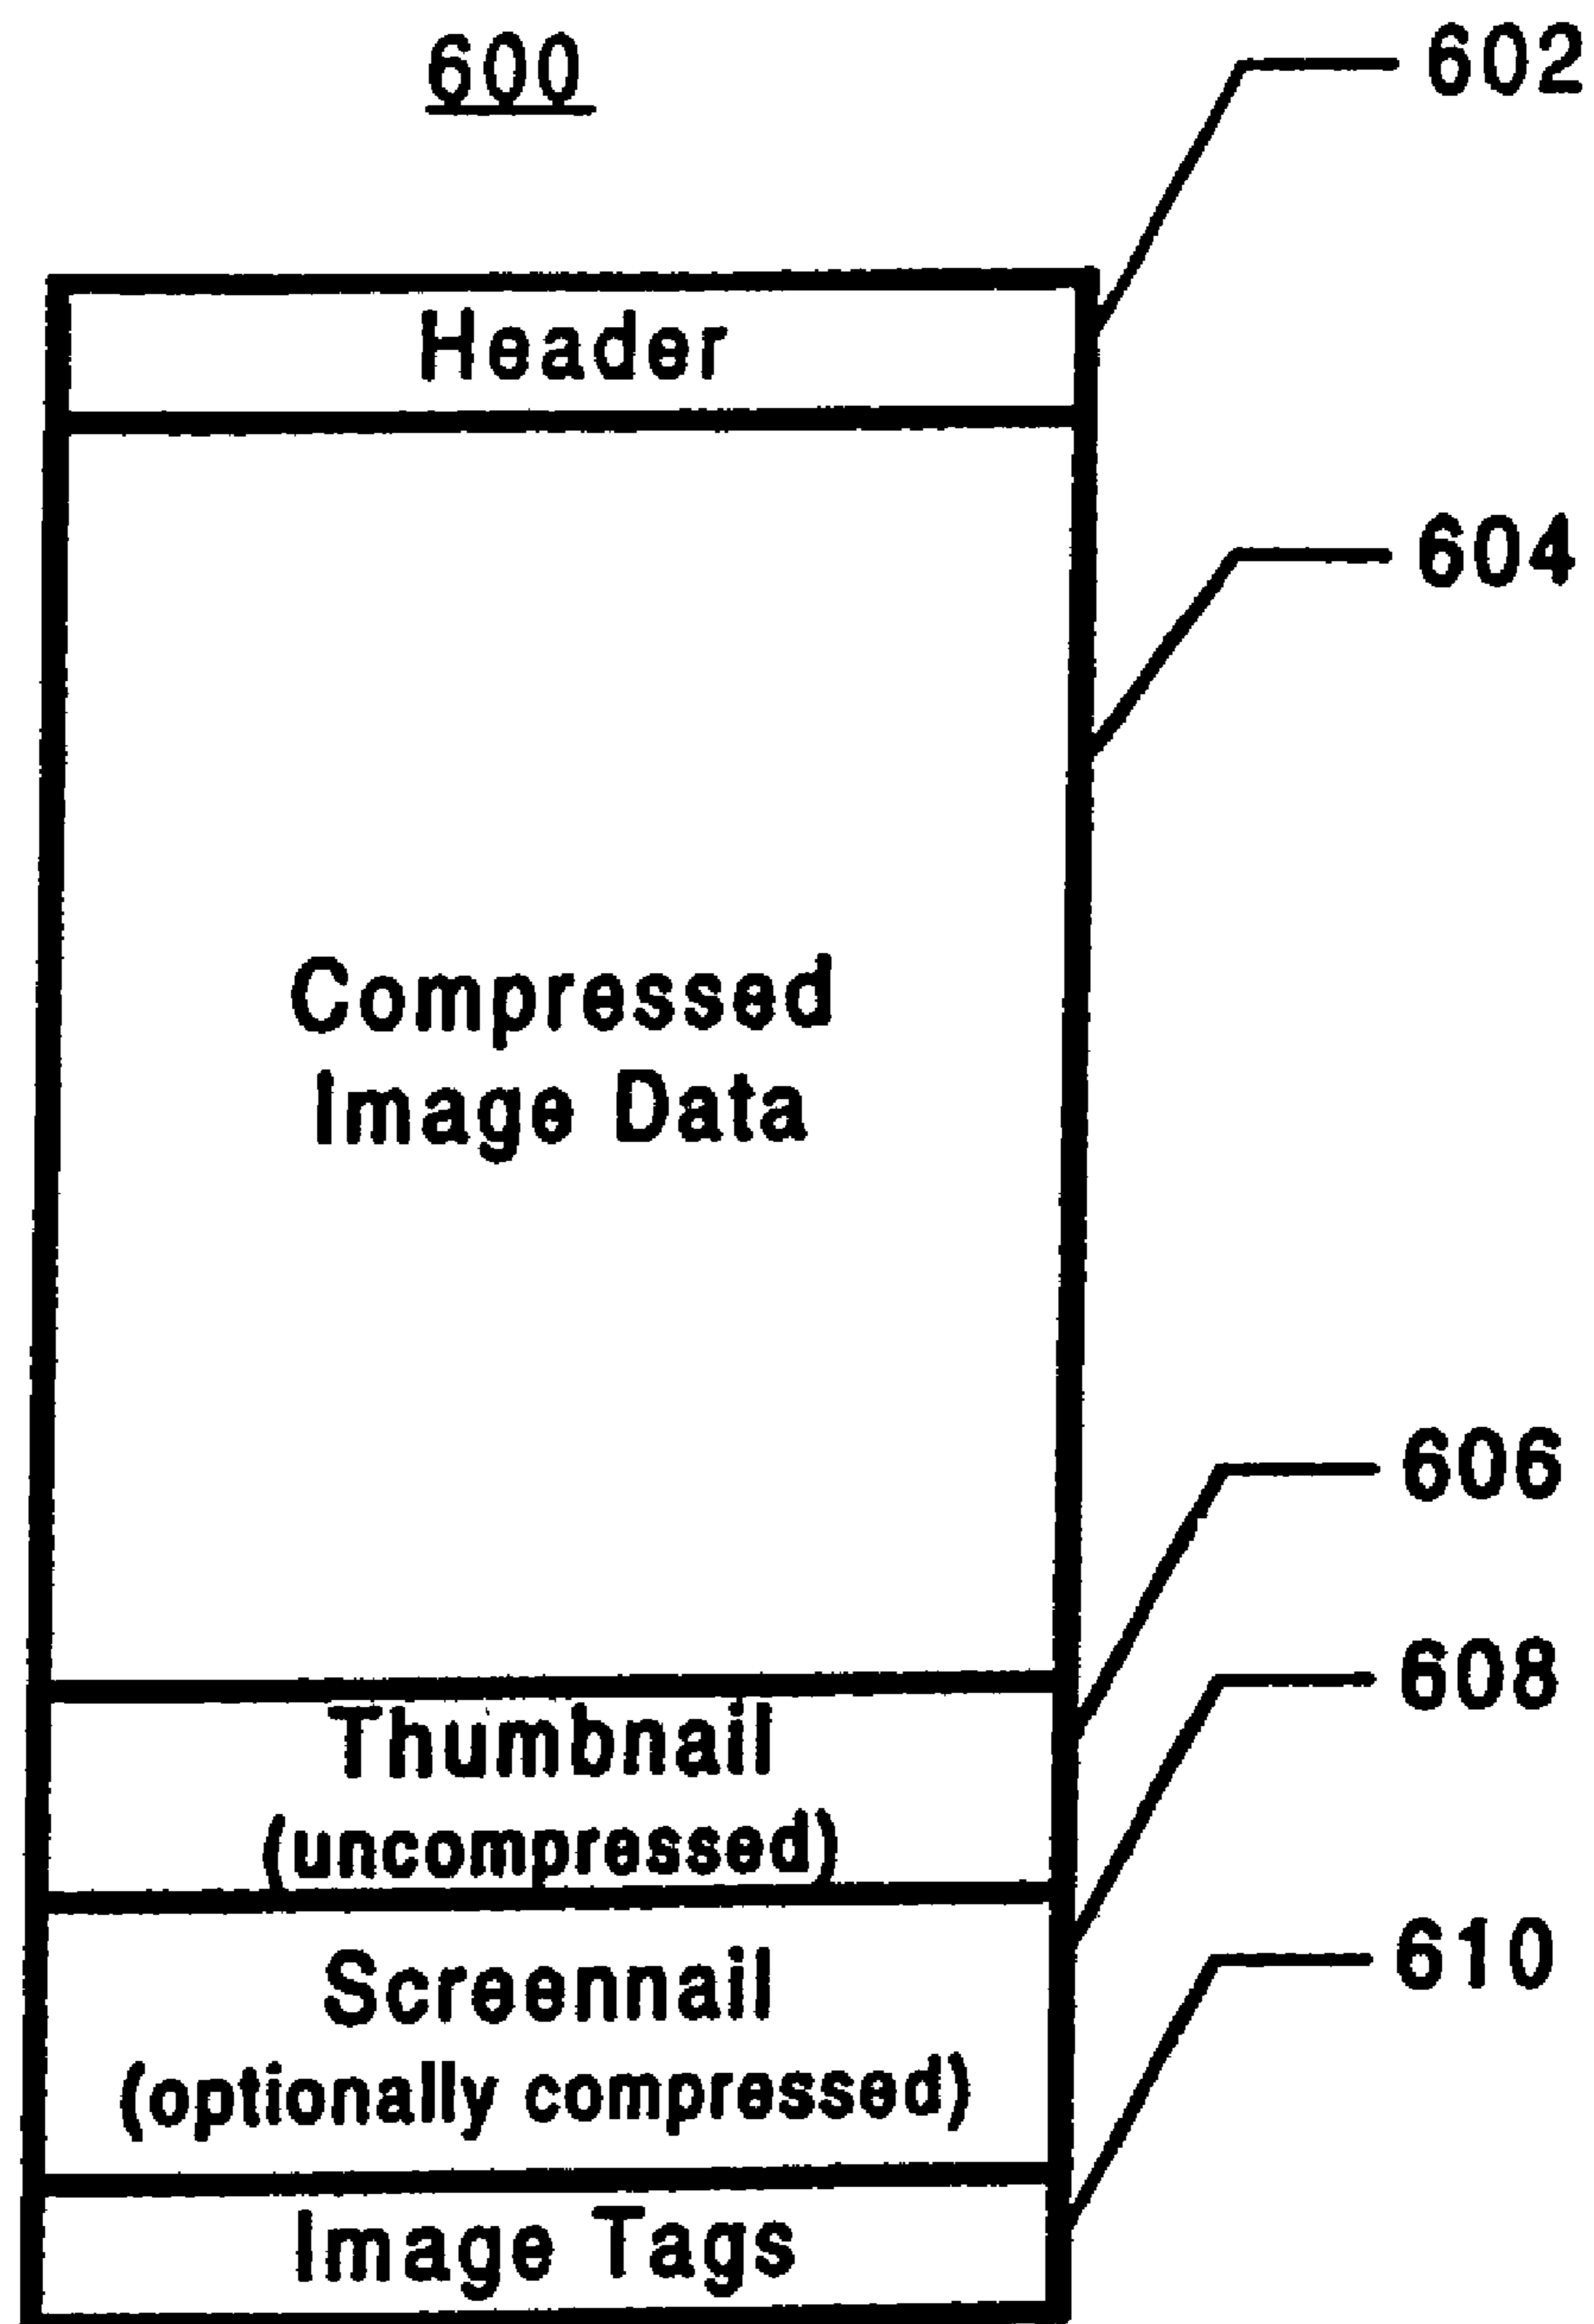 600
602
Header
604
Compressed
Image Data
606
Thumbnail
(uncompressed)
608
Screennail
(optionally compressed)
610
Image Tags